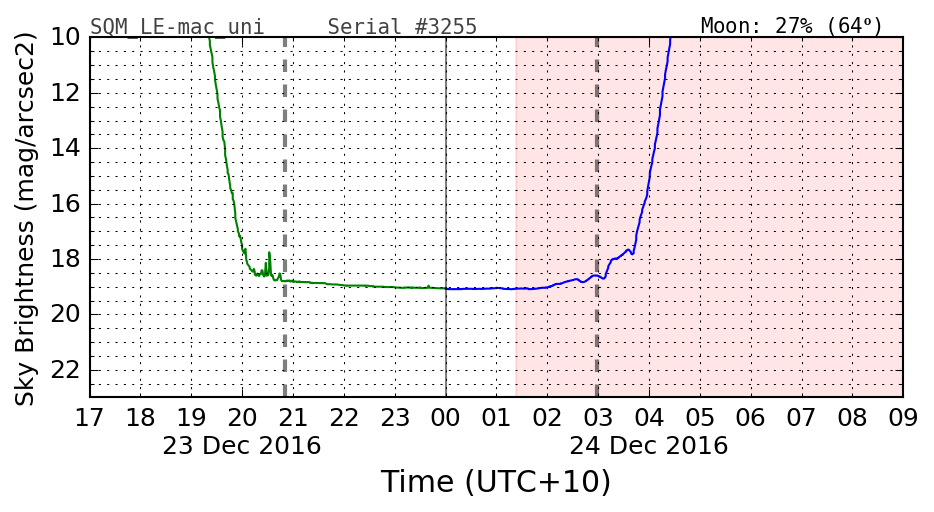 SQM_LE-mac_uni Serial #3255 Moon: 27% (64°)
Sky Brightness (mag/arcsec2)
10
12
14
16
18
20
22
17 18 19 20 21 22 23 00 01 02 03 04 05 06 07 08 09
23 Dec 2016 24 Dec 2016
Time (UTC+10)